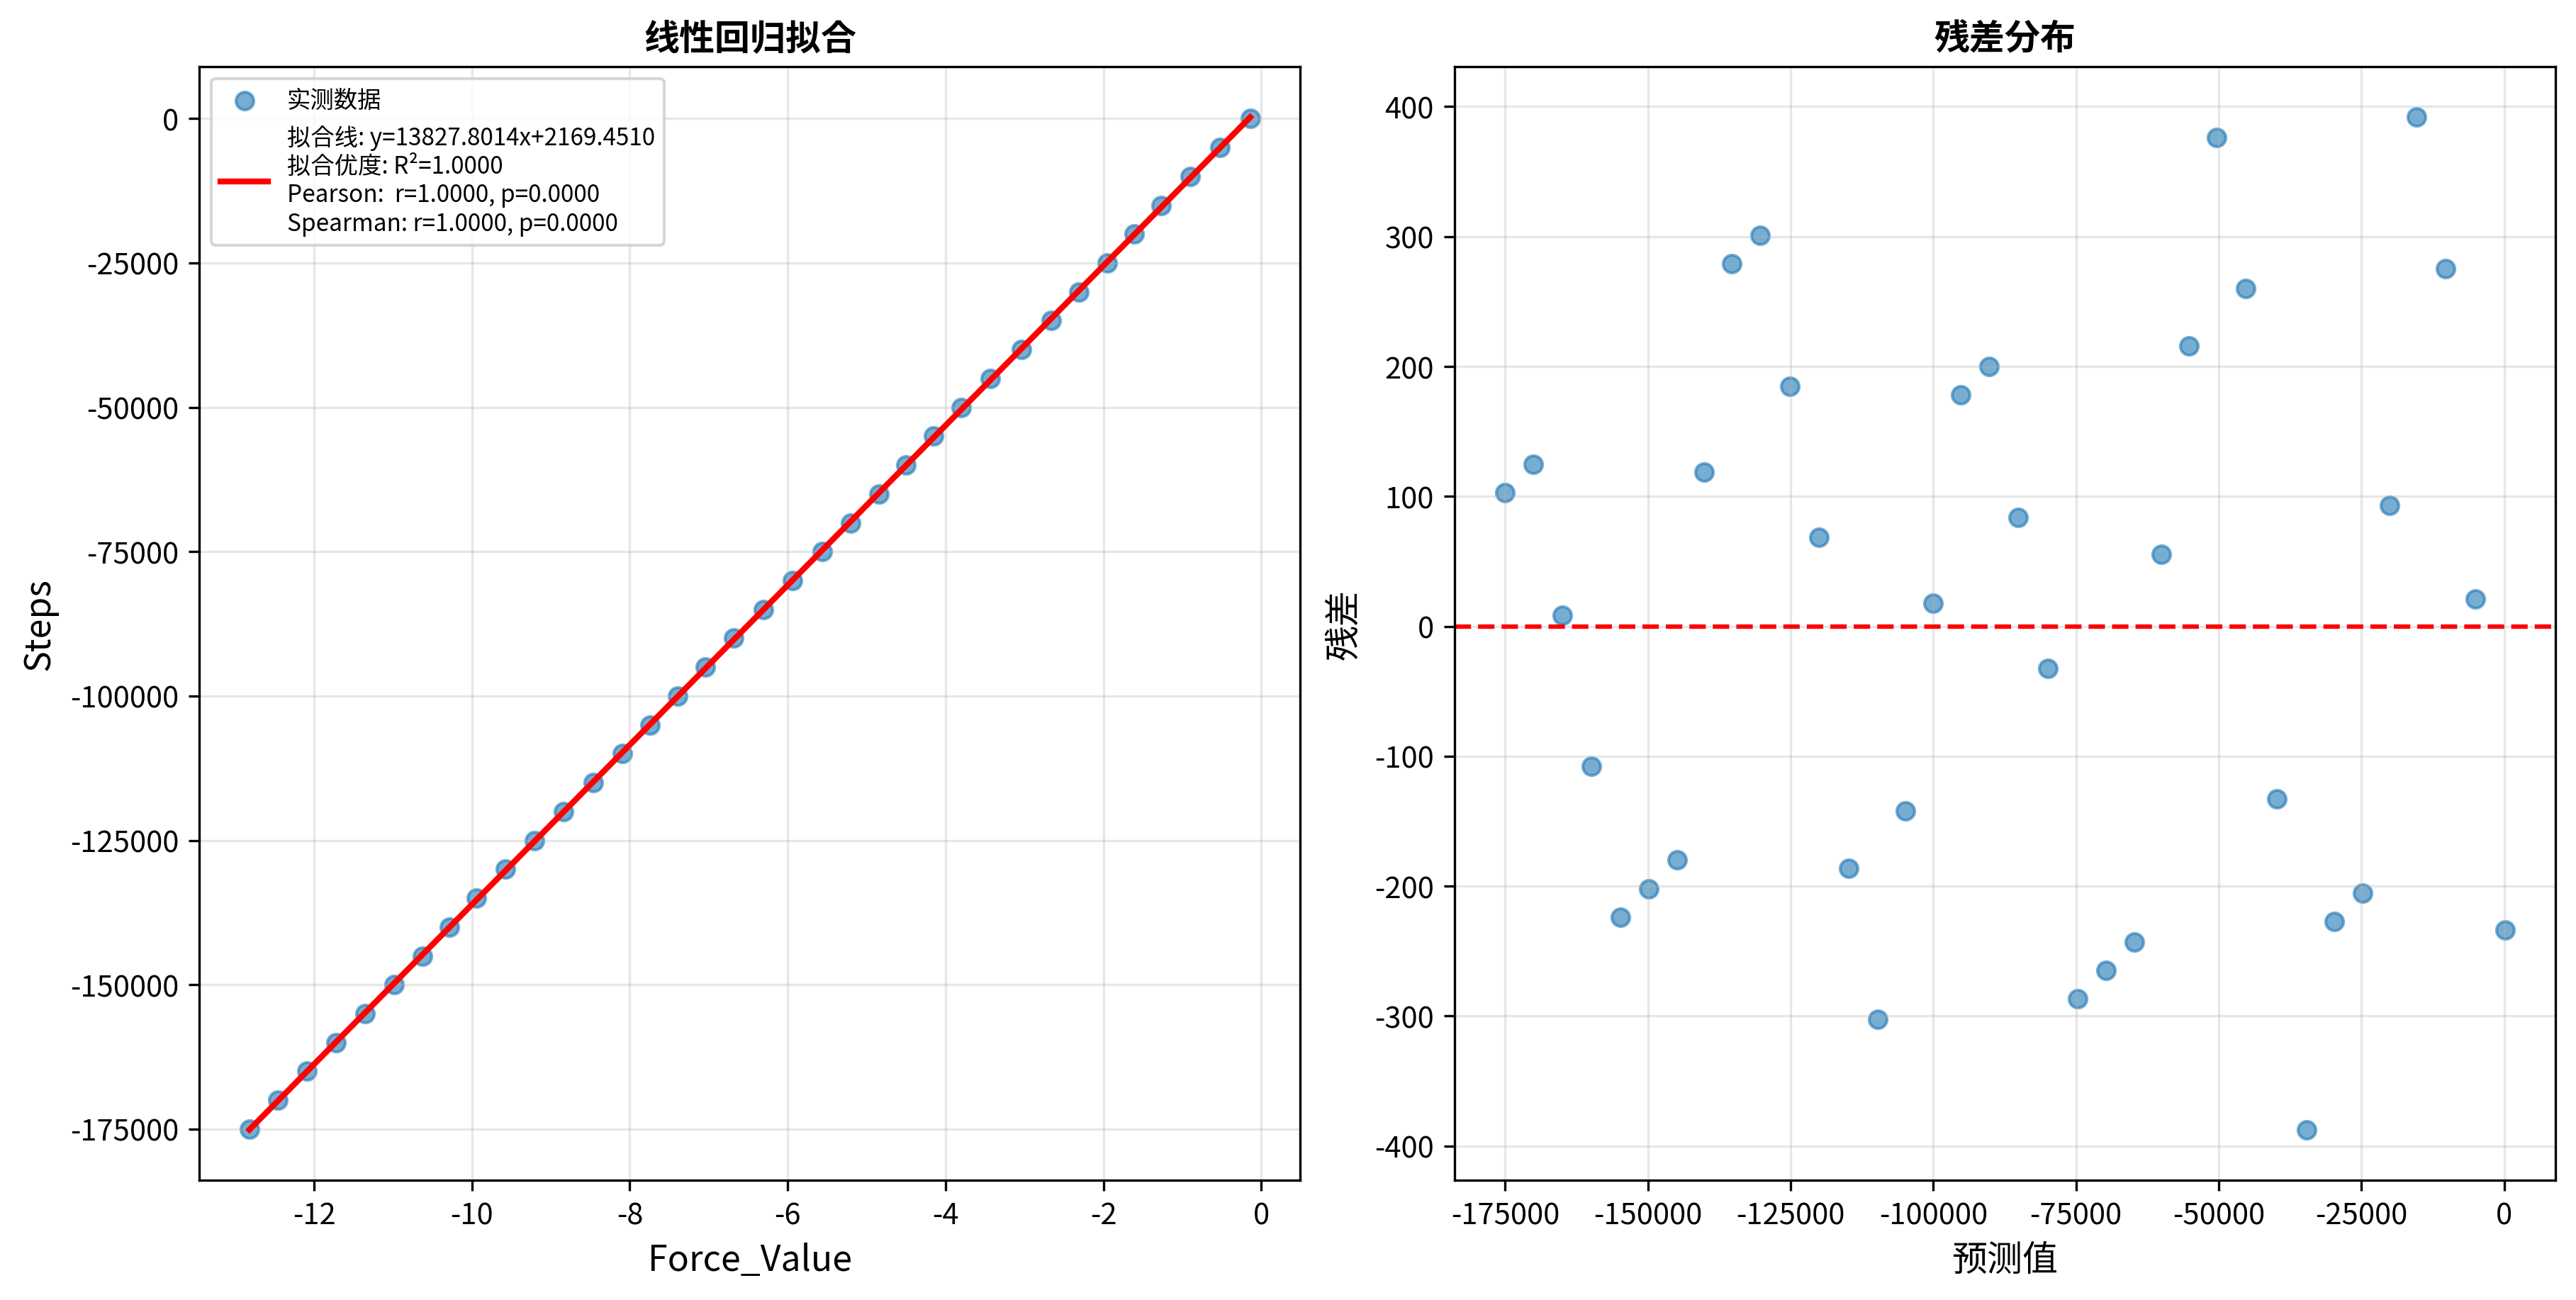 线性回归拟合
实测数据
拟合线: y=13827.8014x+2169.4510
拟合优度: R²=1.0000
Pearson: r=1.0000, p=0.0000
Spearman: r=1.0000, p=0.0000
0
-25000
-50000
-75000
-100000
-125000
-150000
-175000
Steps
-12 -10 -8 -6 -4 -2 0
Force_Value
残差分布
400
300
200
100
0
-100
-200
-300
-400
残差
-175000 -150000 -125000 -100000 -75000 -50000 -25000 0
预测值